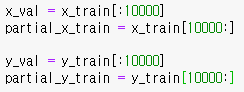 x_val = x_train[:10000]
partial_x_train = x_train[10000:]
y_val = y_train[:10000]
partial_y_train = y_train[10000:]